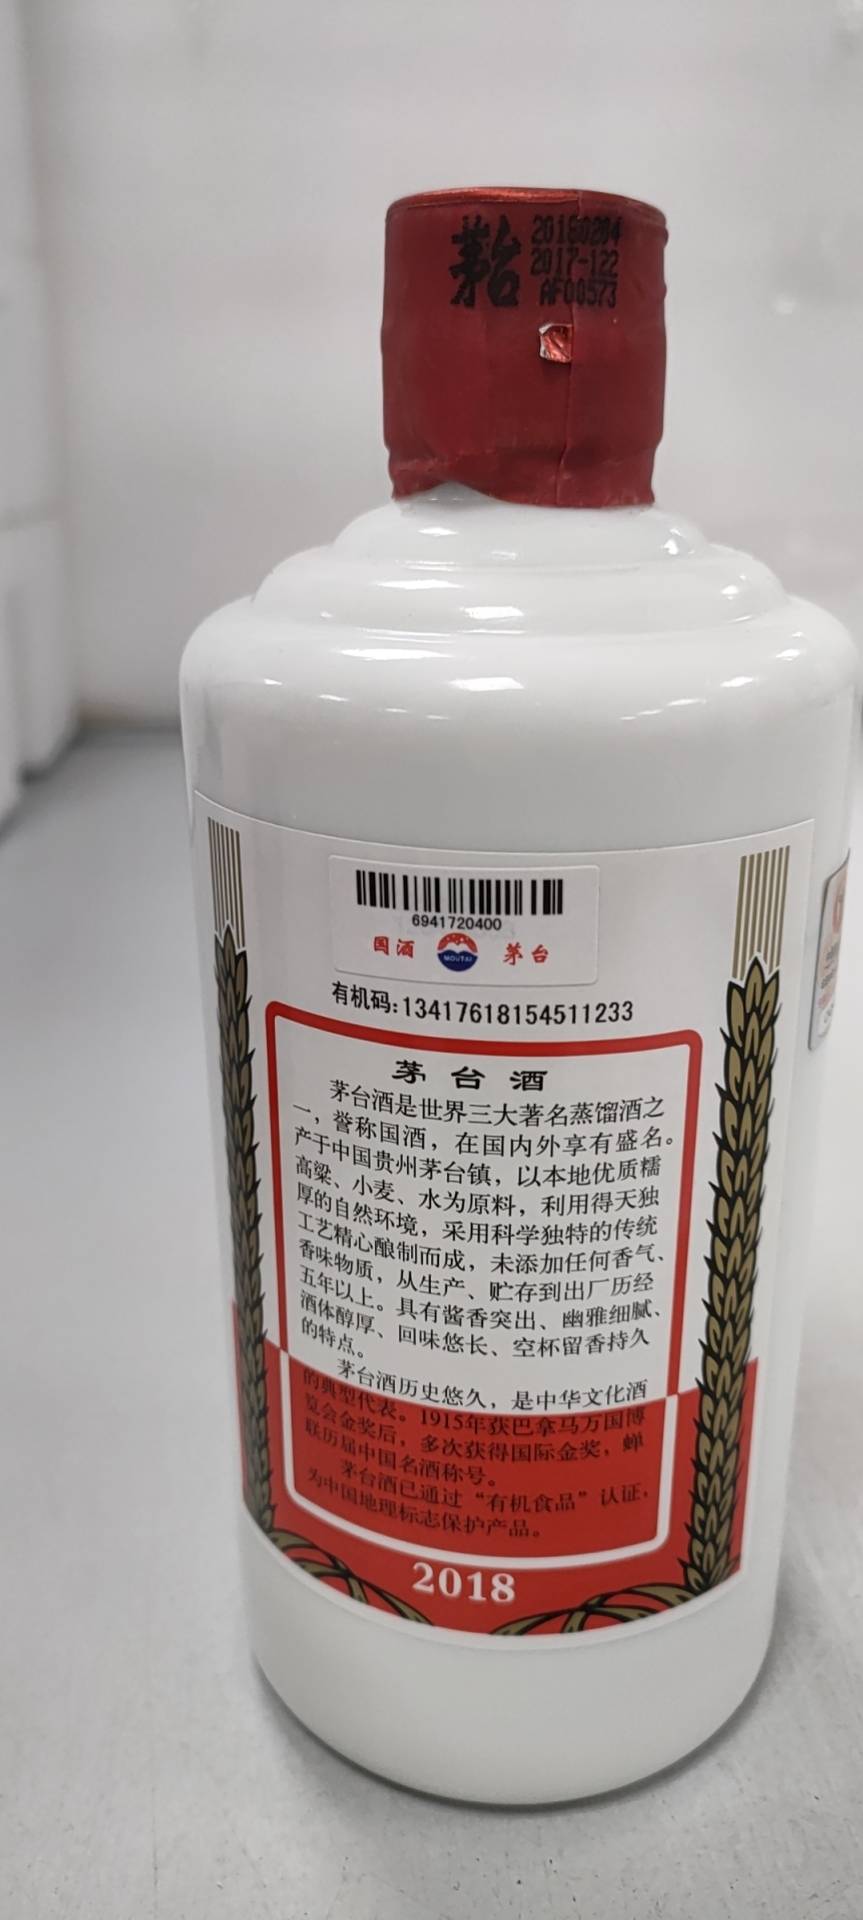 茅台
20180204
2017-122
AF00573
6941720400
国酒 MOUTAI 茅台
有机码:13417618154511233
茅台酒
茅台酒是世界三大著名蒸馏酒之
一，誉称国酒，在国内外享有盛名。
产于中国贵州茅台镇，以本地优质糯
高粱、小麦、水为原料，利用得天独
厚的自然环境，采用科学独特的传统
工艺精心酿制而成，未添加任何香气、
香味物质，从生产、贮存到出厂历经
五年以上。具有酱香突出、幽雅细腻、
酒体醇厚、回味悠长、空杯留香持久
的特点。
茅台酒历史悠久，是中华文化酒
的典型代表。1915年获巴拿马万国博
览会金奖后，多次获得国际金奖，蝉
联历届中国名酒称号。
茅台酒已通过“有机食品”认证，
为中国地理标志保护产品。
2018